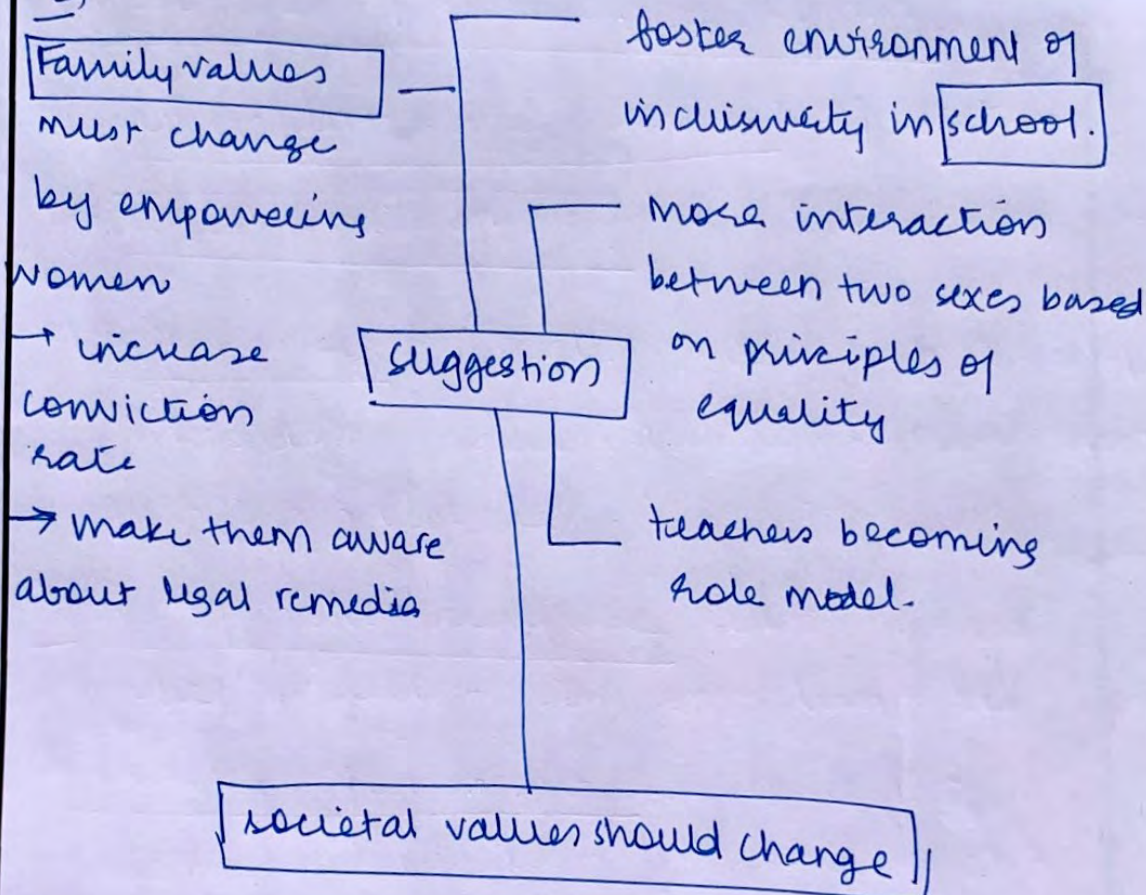 Family values
must change
by empowering
women
→ increase
conviction
rate
→ make them aware
about legal remedies
foster environment of
inclusivity in school.
more interaction
between two sexes based
on principles of
equality
suggestion
teachers becoming
role model.
societal values should change